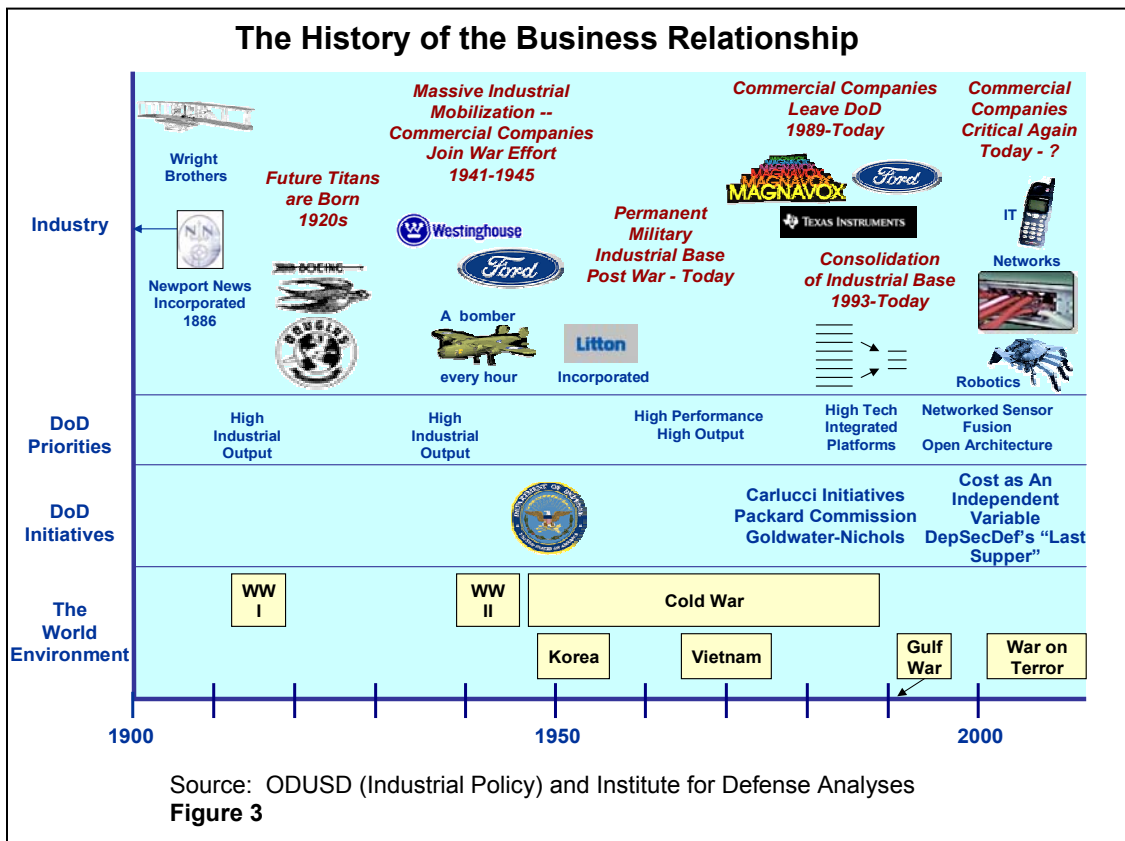 The History of the Business Relationship
Industry
Wright
Brothers
Newport News
Incorporated
1886
Future Titans
are Born
1920s
BOEING
DOUGLAS
Massive Industrial
Mobilization --
Commercial Companies
Join War Effort
1941-1945
Westinghouse
Ford
A bomber
every hour
Permanent
Military
Industrial Base
Post War - Today
Litton
Incorporated
Commercial Companies
Leave DoD
1989-Today
MAGNAVOX
Ford
TEXAS INSTRUMENTS
Consolidation
of Industrial Base
1993-Today
Commercial
Companies
Critical Again
Today - ?
IT
Networks
Robotics
DoD
Priorities
High
Industrial
Output
High
Industrial
Output
High Performance
High Output
High Tech
Integrated
Platforms
Networked Sensor
Fusion
Open Architecture
DoD
Initiatives
Carlucci Initiatives
Packard Commission
Goldwater-Nichols
Cost as An
Independent
Variable
DepSecDef's “Last
Supper”
The
World
Environment
WW
I
WW
II
Cold War
Korea
Vietnam
Gulf
War
War on
Terror
1900
1950
2000
Source: ODUSD (Industrial Policy) and Institute for Defense Analyses
Figure 3